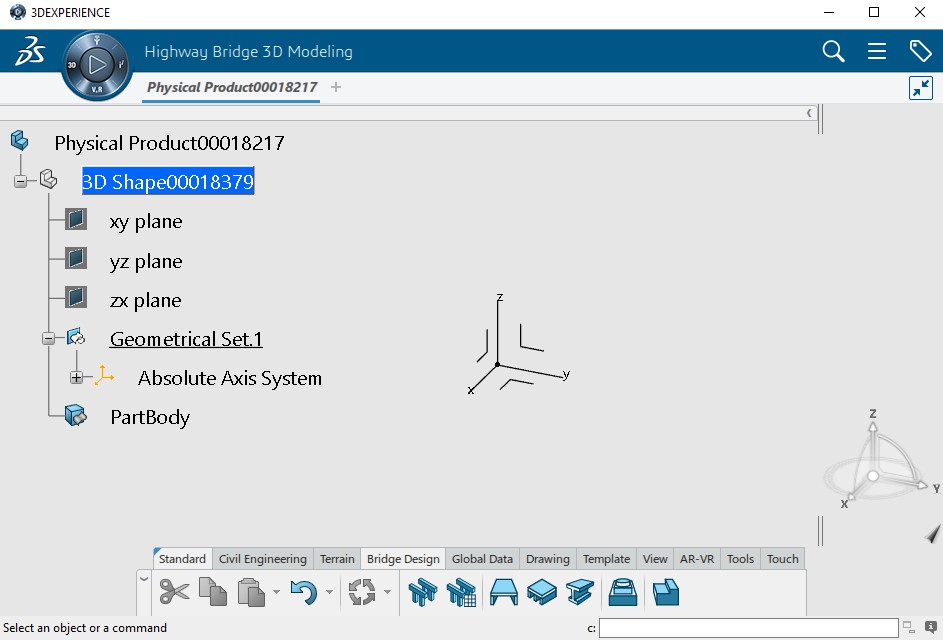 3DEXPERIENCE
Highway Bridge 3D Modeling
3D
V.R
Physical Product00018217 +
Physical Product00018217
3D Shape00018379
xy plane
yz plane
zx plane
Geometrical Set.1
Absolute Axis System
PartBody
z
y
x
Z
Y
X
Standard Civil Engineering Terrain Bridge Design Global Data Drawing Template View AR-VR Tools Touch
Select an object or a command c: